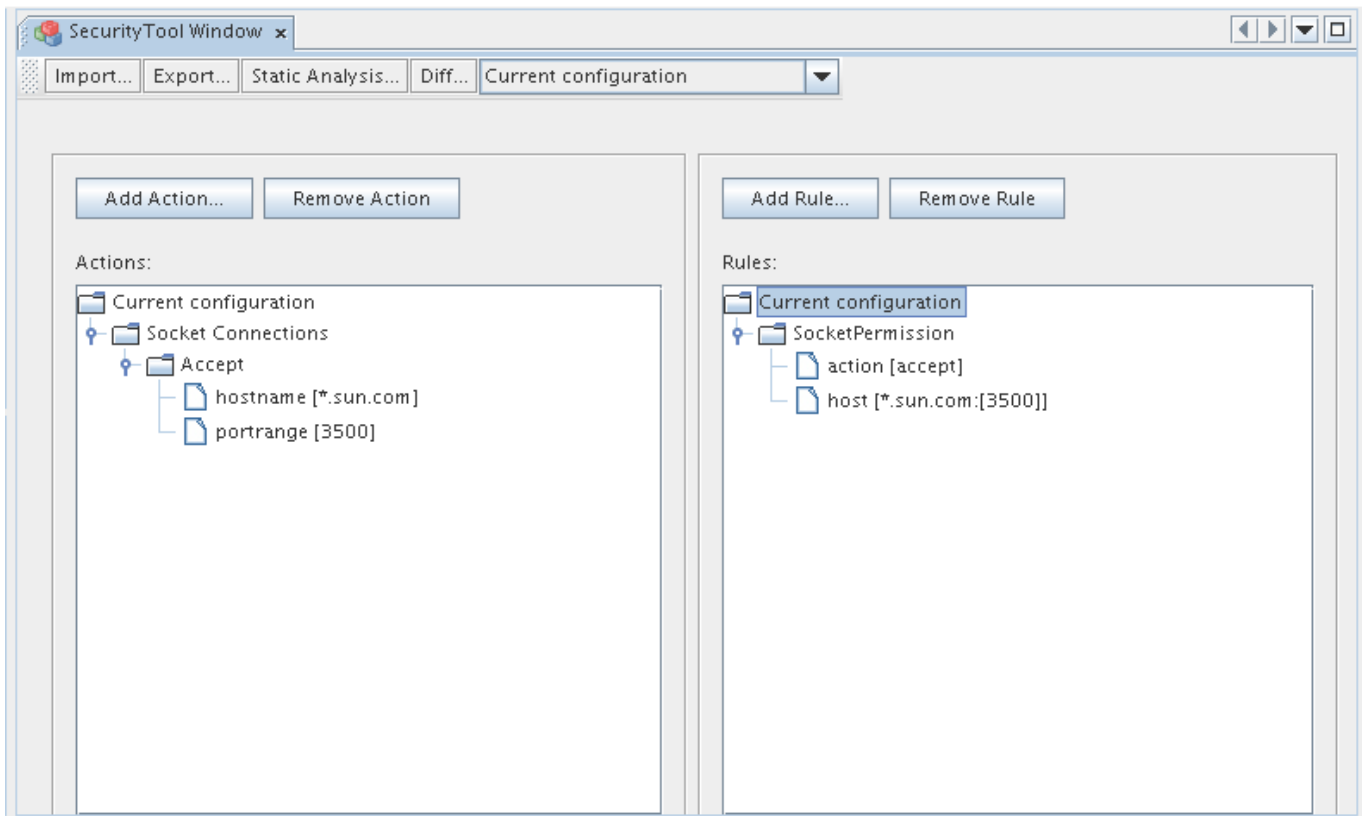 SecurityTool Window x
Import... Export... Static Analysis... Diff... Current configuration
Add Action... Remove Action
Actions:
Current configuration
Socket Connections
Accept
hostname [*.sun.com]
portrange [3500]
Add Rule... Remove Rule
Rules:
Current configuration
SocketPermission
action [accept]
host [*.sun.com:[3500]]